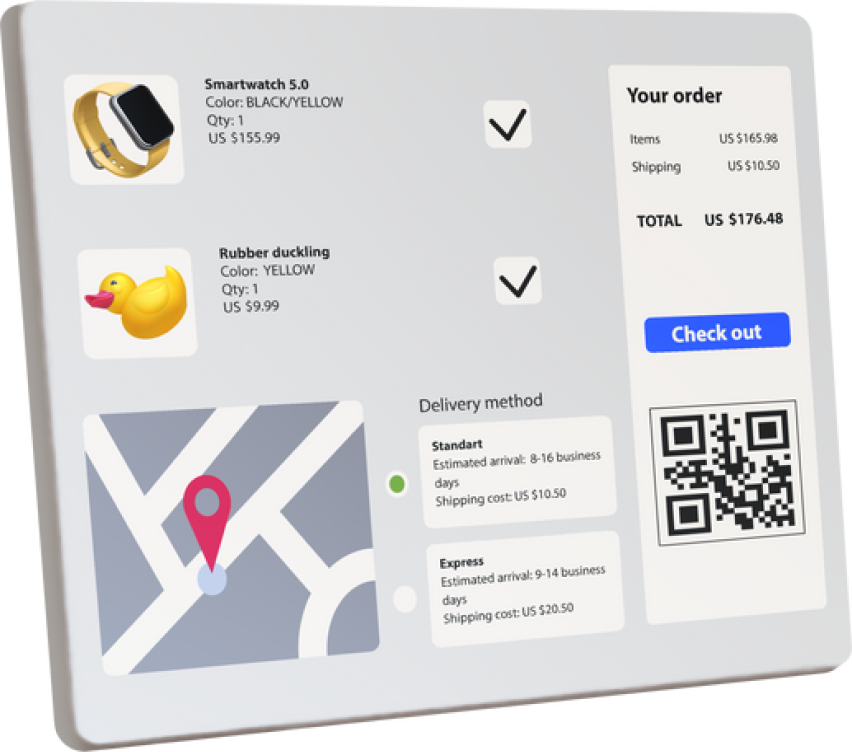 Smartwatch 5.0
Color: BLACK/YELLOW
Qty: 1
US $155.99
Rubber duckling
Color: YELLOW
Qty: 1
US $9.99
Delivery method
Standart
Estimated arrival: 8-16 business
days
Shipping cost: US $10.50
Express
Estimated arrival: 9-14 business
days
Shipping cost: US $20.50
Your order
Items US $165.98
Shipping US $10.50
TOTAL US $176.48
Check out